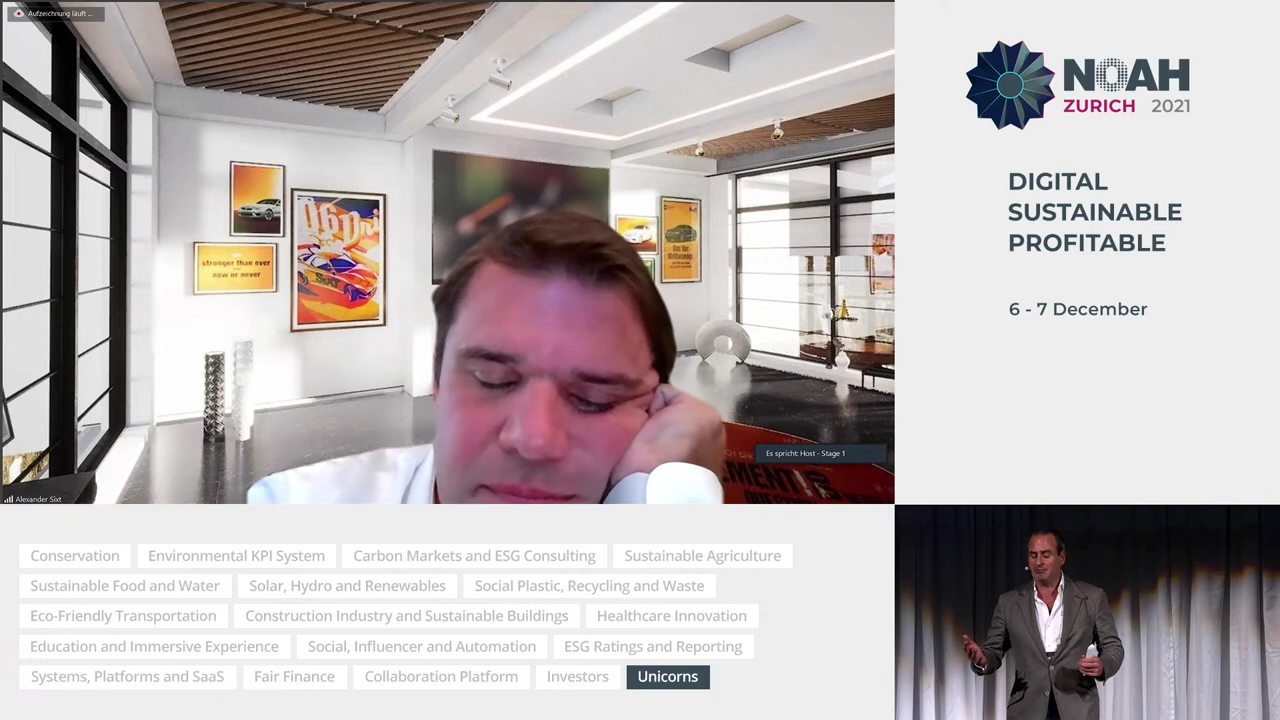 Aufzeichnung läuft ...
stronger than ever
now or never
SIXT
Alexander Sixt
Es spricht: Host - Stage 1
NOAH
ZURICH 2021
DIGITAL
SUSTAINABLE
PROFITABLE
6 - 7 December
Conservation Environmental KPI System Carbon Markets and ESG Consulting Sustainable Agriculture
Sustainable Food and Water Solar, Hydro and Renewables Social Plastic, Recycling and Waste
Eco-Friendly Transportation Construction Industry and Sustainable Buildings Healthcare Innovation
Education and Immersive Experience Social, Influencer and Automation ESG Ratings and Reporting
Systems, Platforms and SaaS Fair Finance Collaboration Platform Investors Unicorns